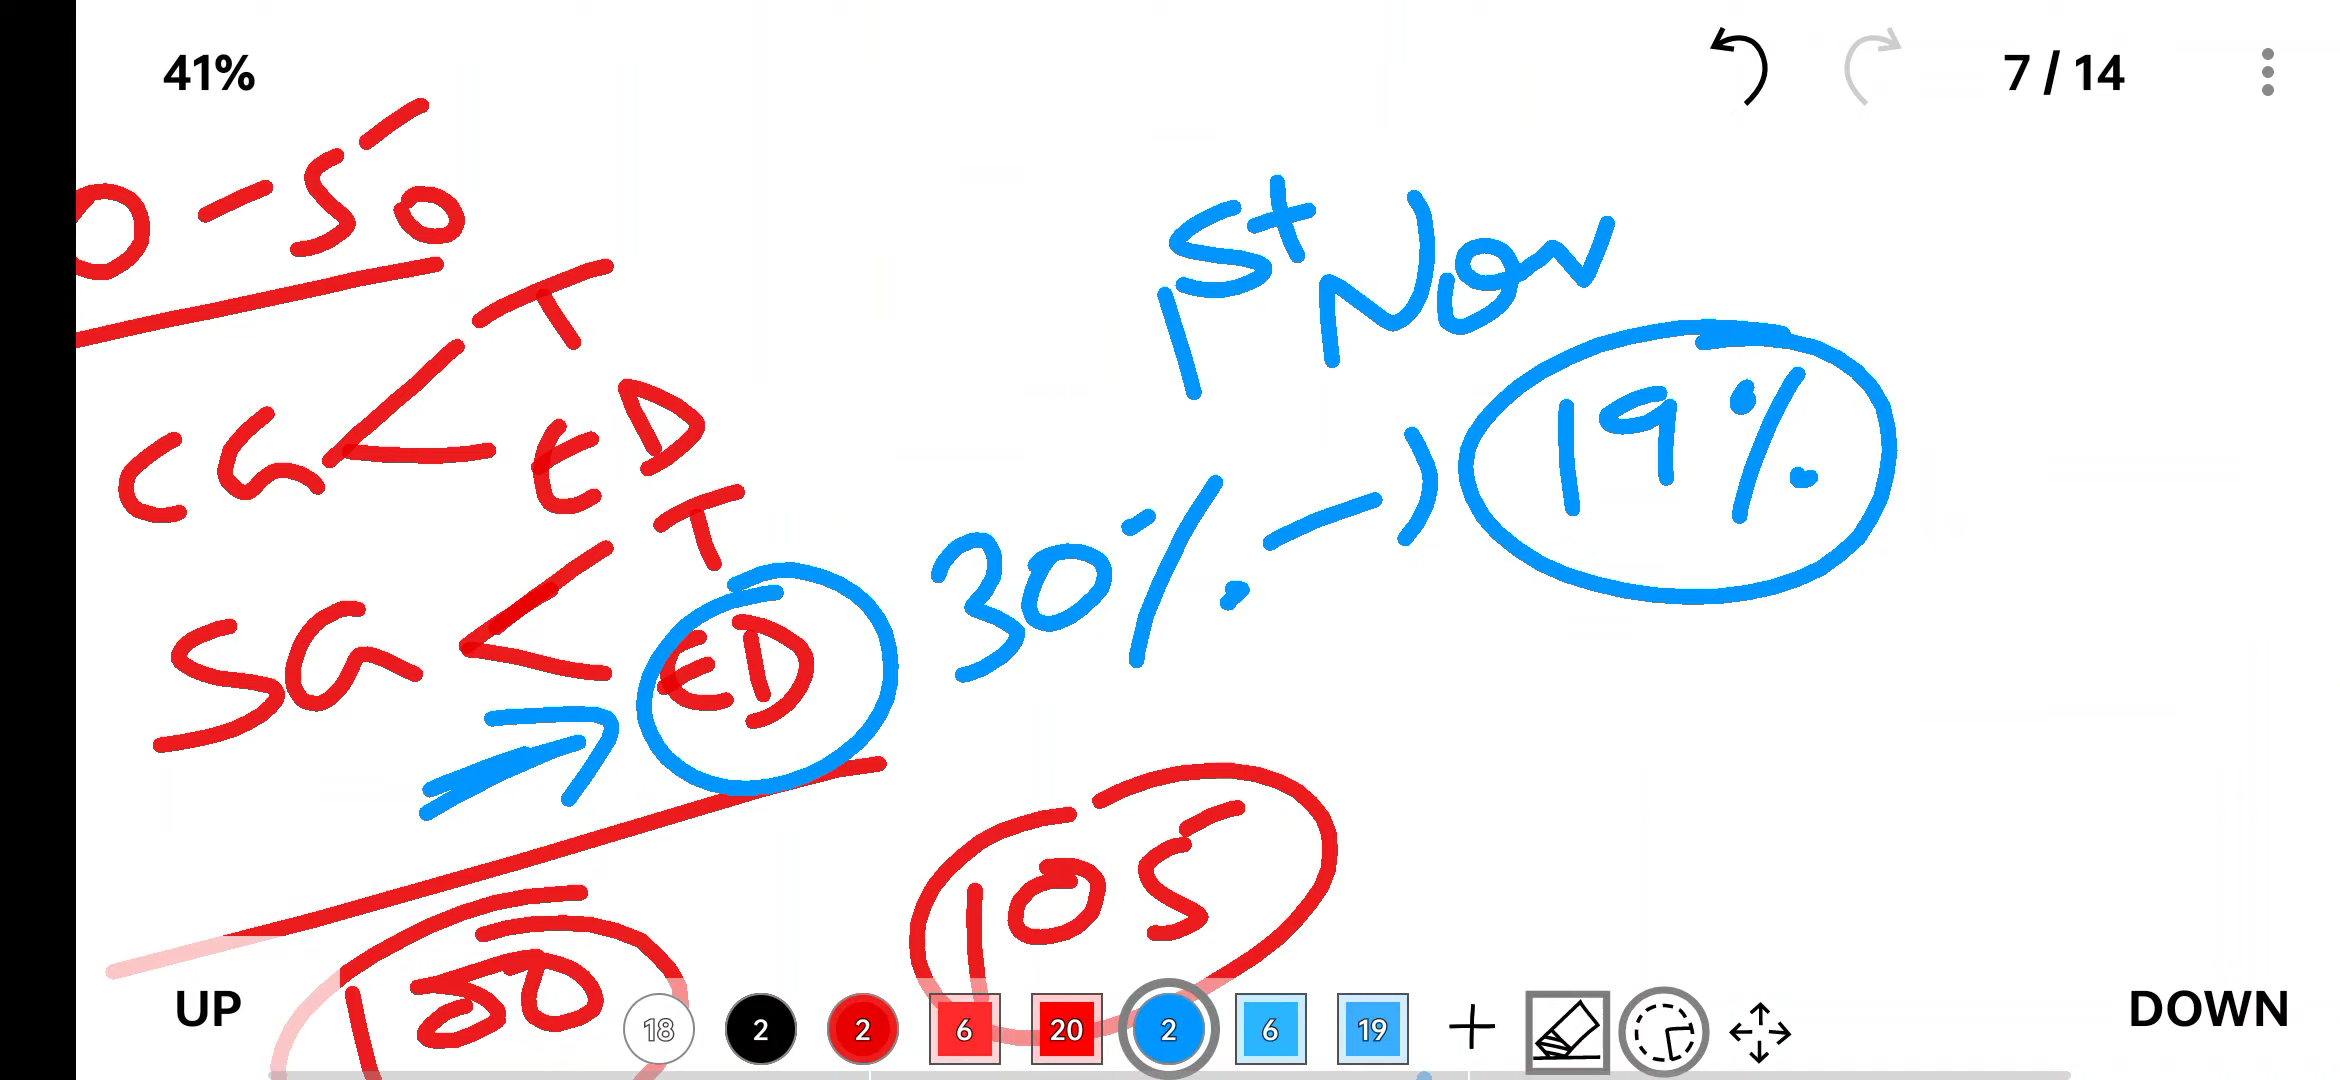 41%
7 / 14
0 - 50
1st Nov
CG < T
ED
30% → 19%
SG < T
ED
105
UP
18 2 2 6 20 2 6 19
DOWN